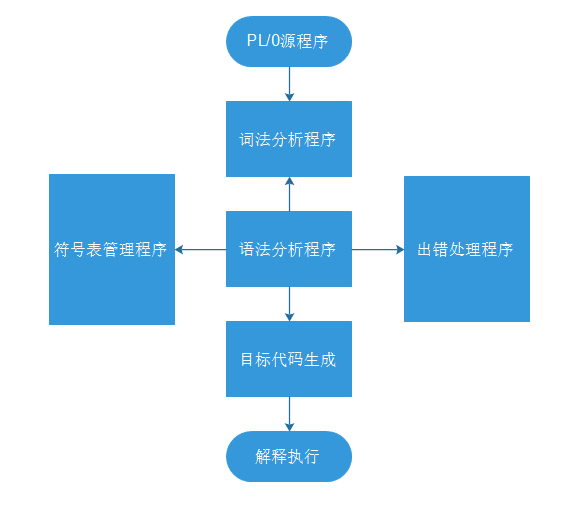 PL/0源程序
词法分析程序
符号表管理程序
语法分析程序
出错处理程序
目标代码生成
解释执行